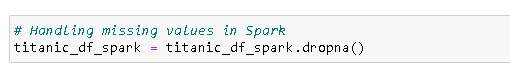 # Handling missing values in Spark
titanic_df_spark = titanic_df_spark.dropna()